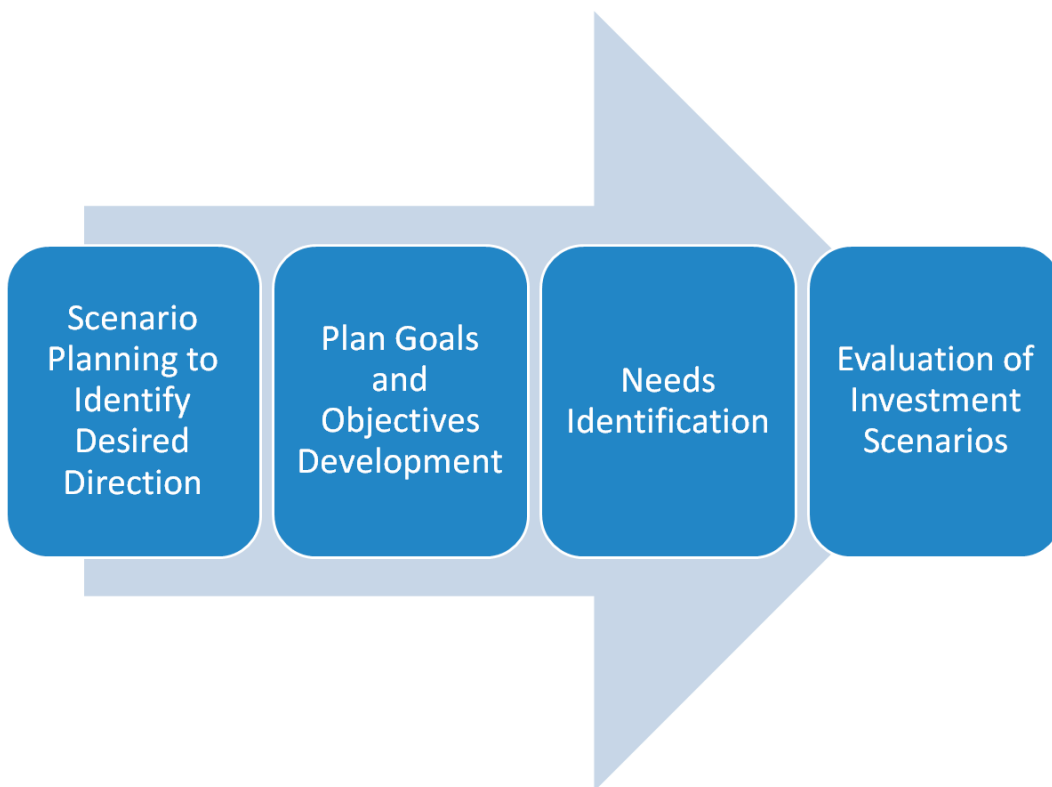 Scenario
Planning to
Identify
Desired
Direction
Plan Goals
and
Objectives
Development
Needs
Identification
Evaluation of
Investment
Scenarios